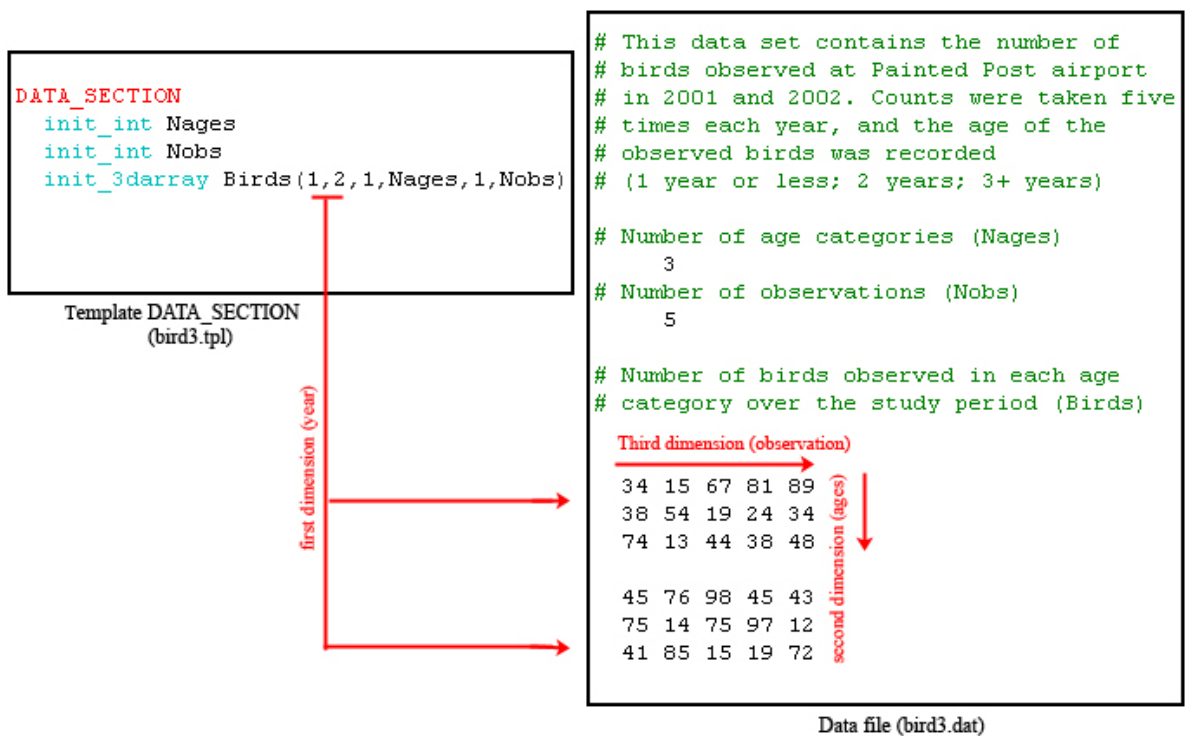 DATA_SECTION
init_int Nages
init_int Nobs
init_3darray Birds(1,2,1,Nages,1,Nobs)
Template DATA_SECTION
(bird3.tpl)
first dimension (year)
# This data set contains the number of
# birds observed at Painted Post airport
# in 2001 and 2002. Counts were taken five
# times each year, and the age of the
# observed birds was recorded
# (1 year or less; 2 years; 3+ years)
# Number of age categories (Nages)
3
# Number of observations (Nobs)
5
# Number of birds observed in each age
# category over the study period (Birds)
Third dimension (observation)
34 15 67 81 89
38 54 19 24 34
74 13 44 38 48
45 76 98 45 43
75 14 75 97 12
41 85 15 19 72
second dimension (ages)
Data file (bird3.dat)